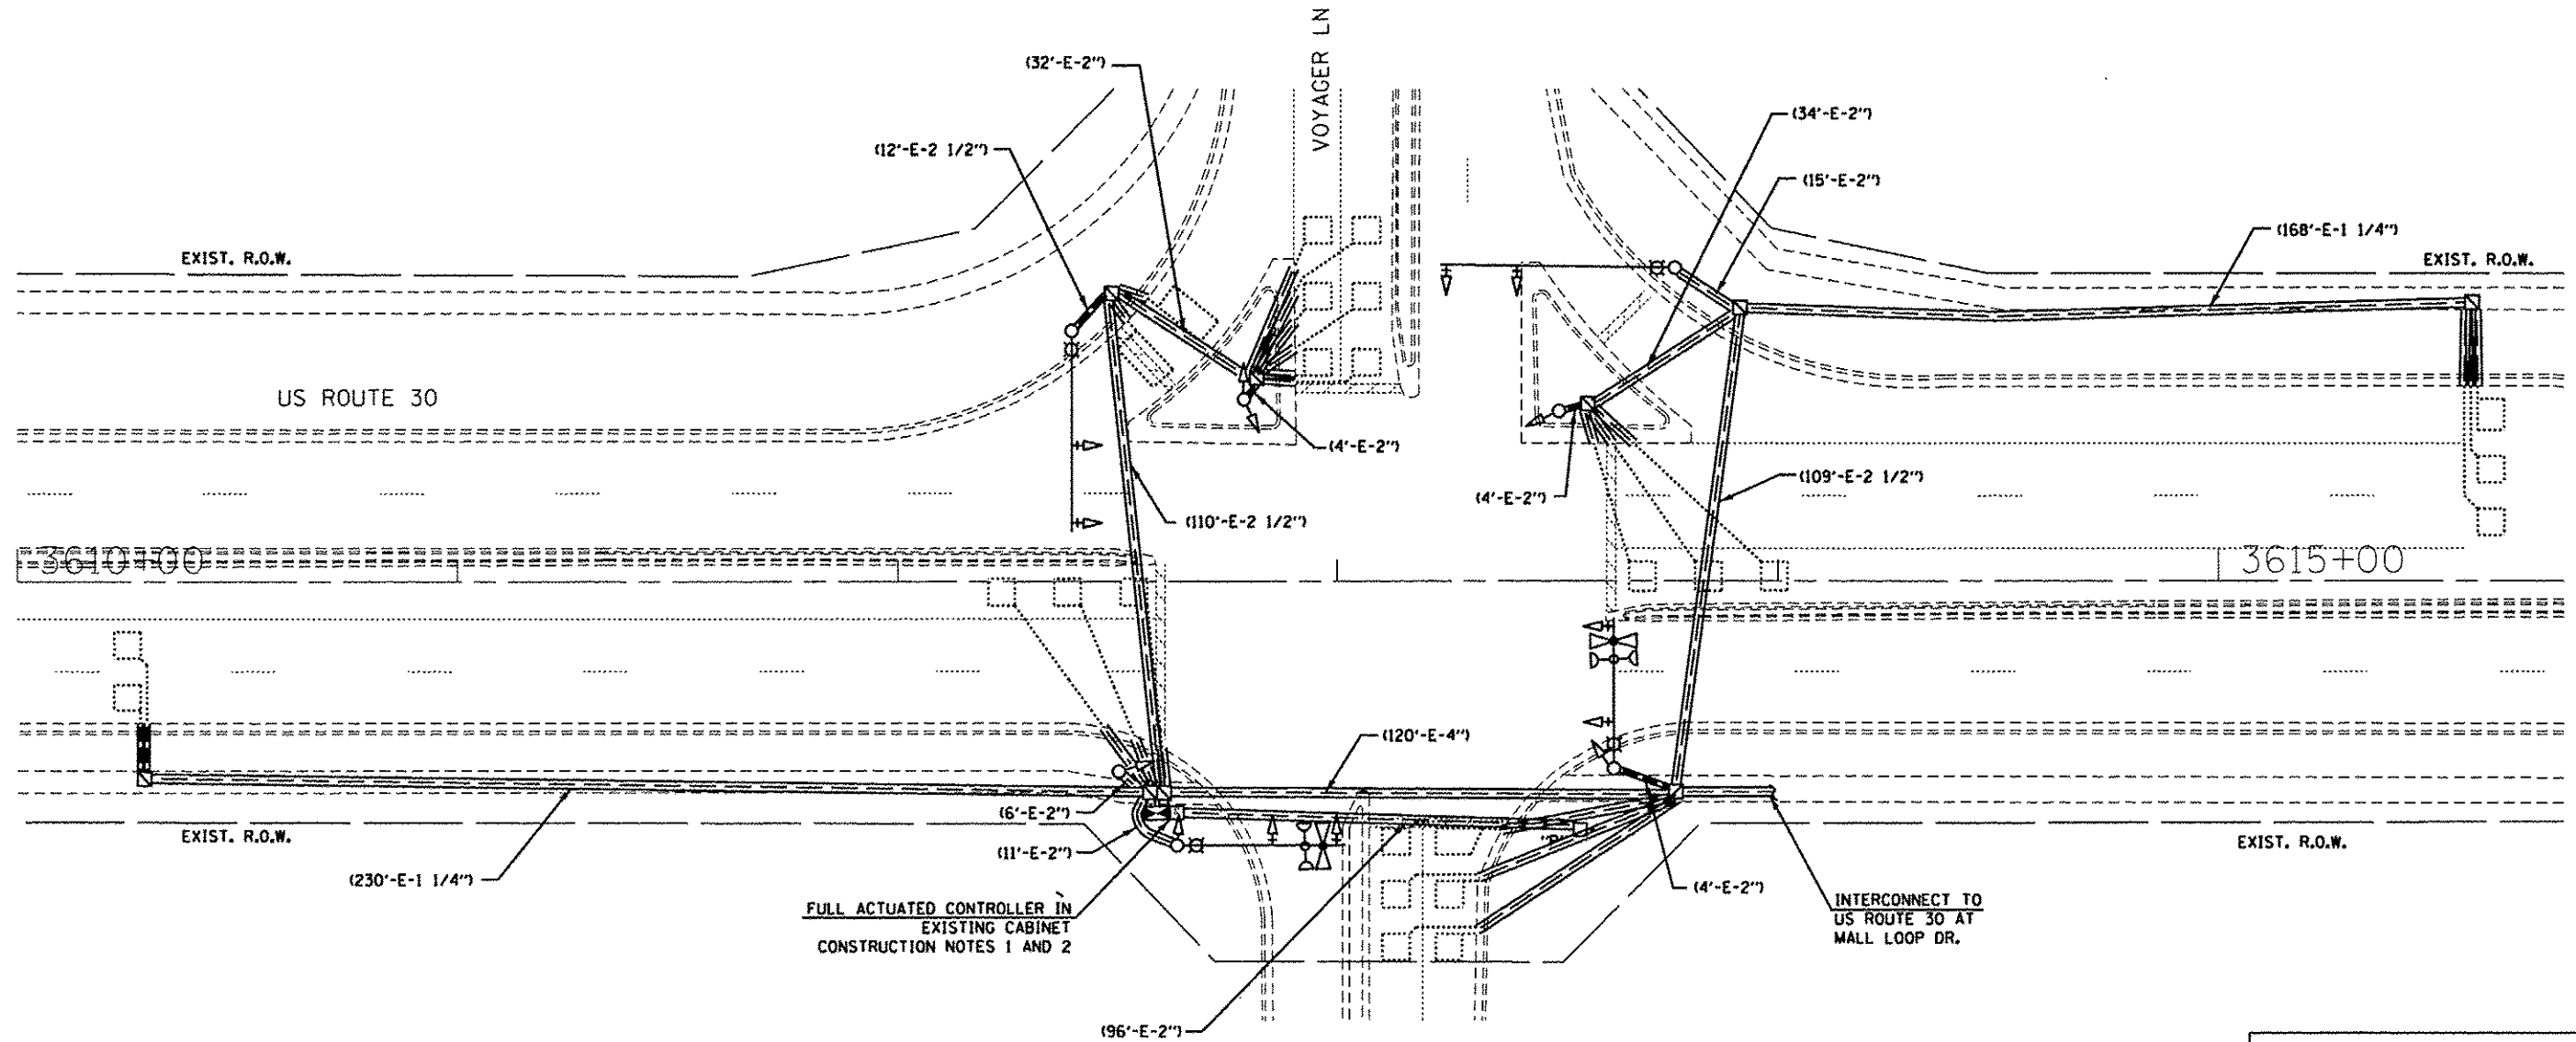 VOYAGER LN
(32'-E-2")
(34'-E-2")
(12'-E-2 1/2")
(15'-E-2")
(168'-E-1 1/4")
EXIST. R.O.W.
EXIST. R.O.W.
US ROUTE 30
(4'-E-2")
(109'-E-2 1/2")
(4'-E-2")
(110'-E-2 1/2")
3610+00
3615+00
(120'-E-4")
(6'-E-2")
EXIST. R.O.W.
EXIST. R.O.W.
(11'-E-2")
(230'-E-1 1/4")
(4'-E-2")
FULL ACTUATED CONTROLLER IN
EXISTING CABINET
CONSTRUCTION NOTES 1 AND 2
INTERCONNECT TO
US ROUTE 30 AT
MALL LOOP DR.
(96'-E-2")